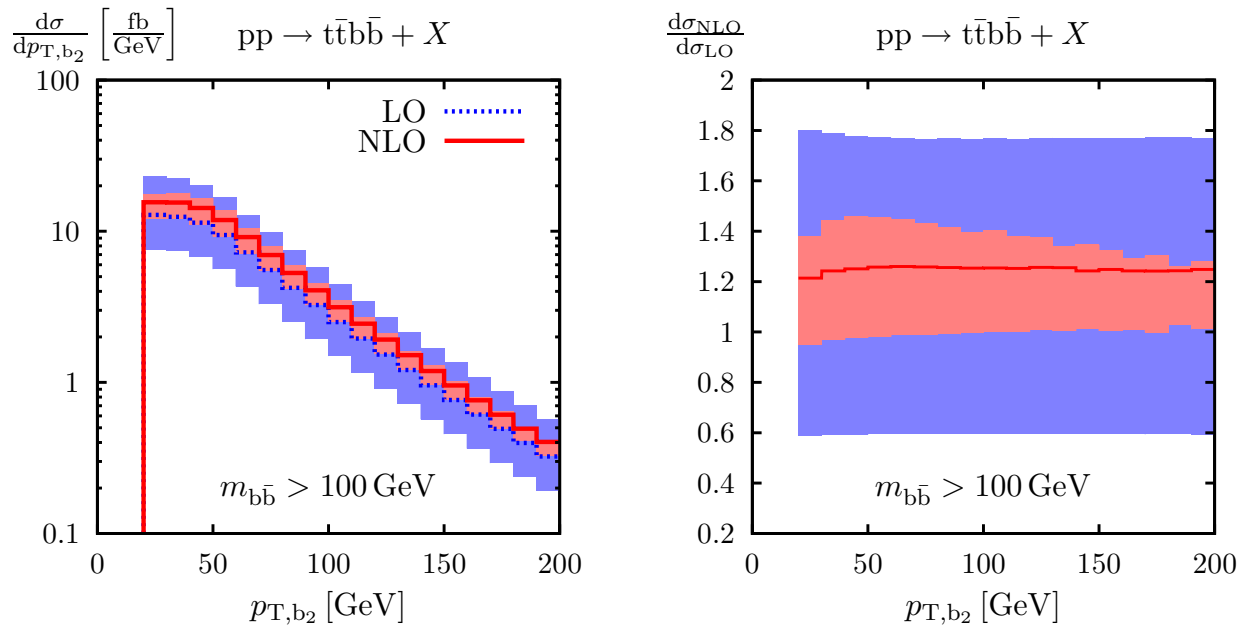 dσ/dp_T,b₂ [fb/GeV] pp → tt̄bb̄ + X
100
10
1
0.1
LO
NLO
m_bb̄ > 100 GeV
0 50 100 150 200
p_T,b₂ [GeV]
dσ_NLO/dσ_LO pp → tt̄bb̄ + X
2
1.8
1.6
1.4
1.2
1
0.8
0.6
0.4
0.2
m_bb̄ > 100 GeV
0 50 100 150 200
p_T,b₂ [GeV]